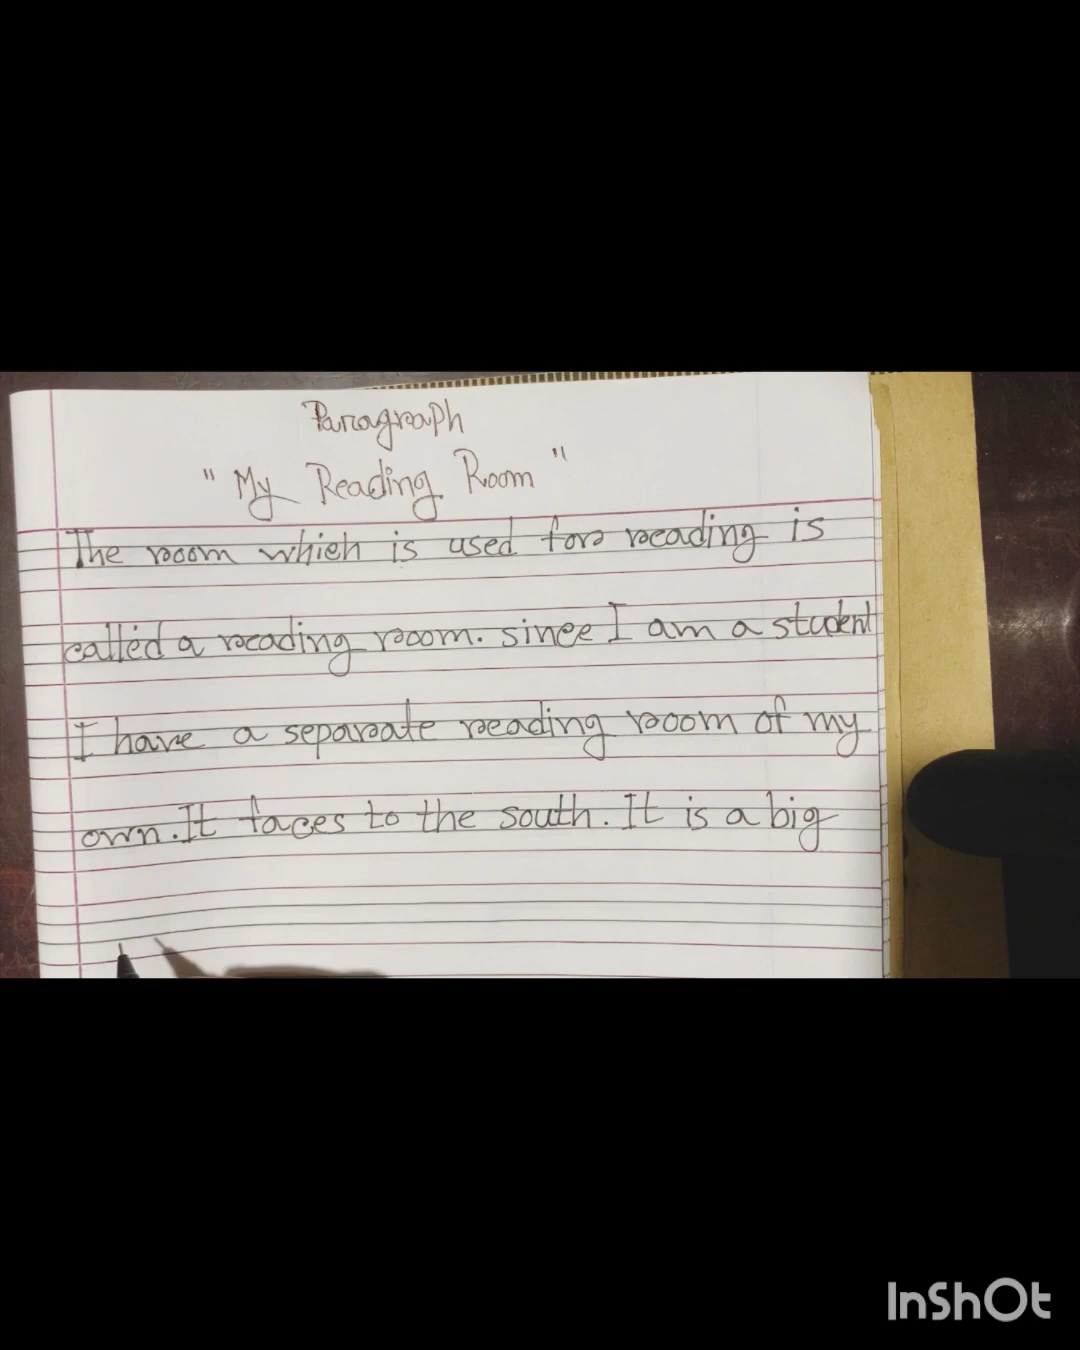 Paragraph
"My Reading Room"
The room which is used for reading is
called a reading room. since I am a student
I have a separate reading room of my
own. It faces to the south. It is a big
InShOt